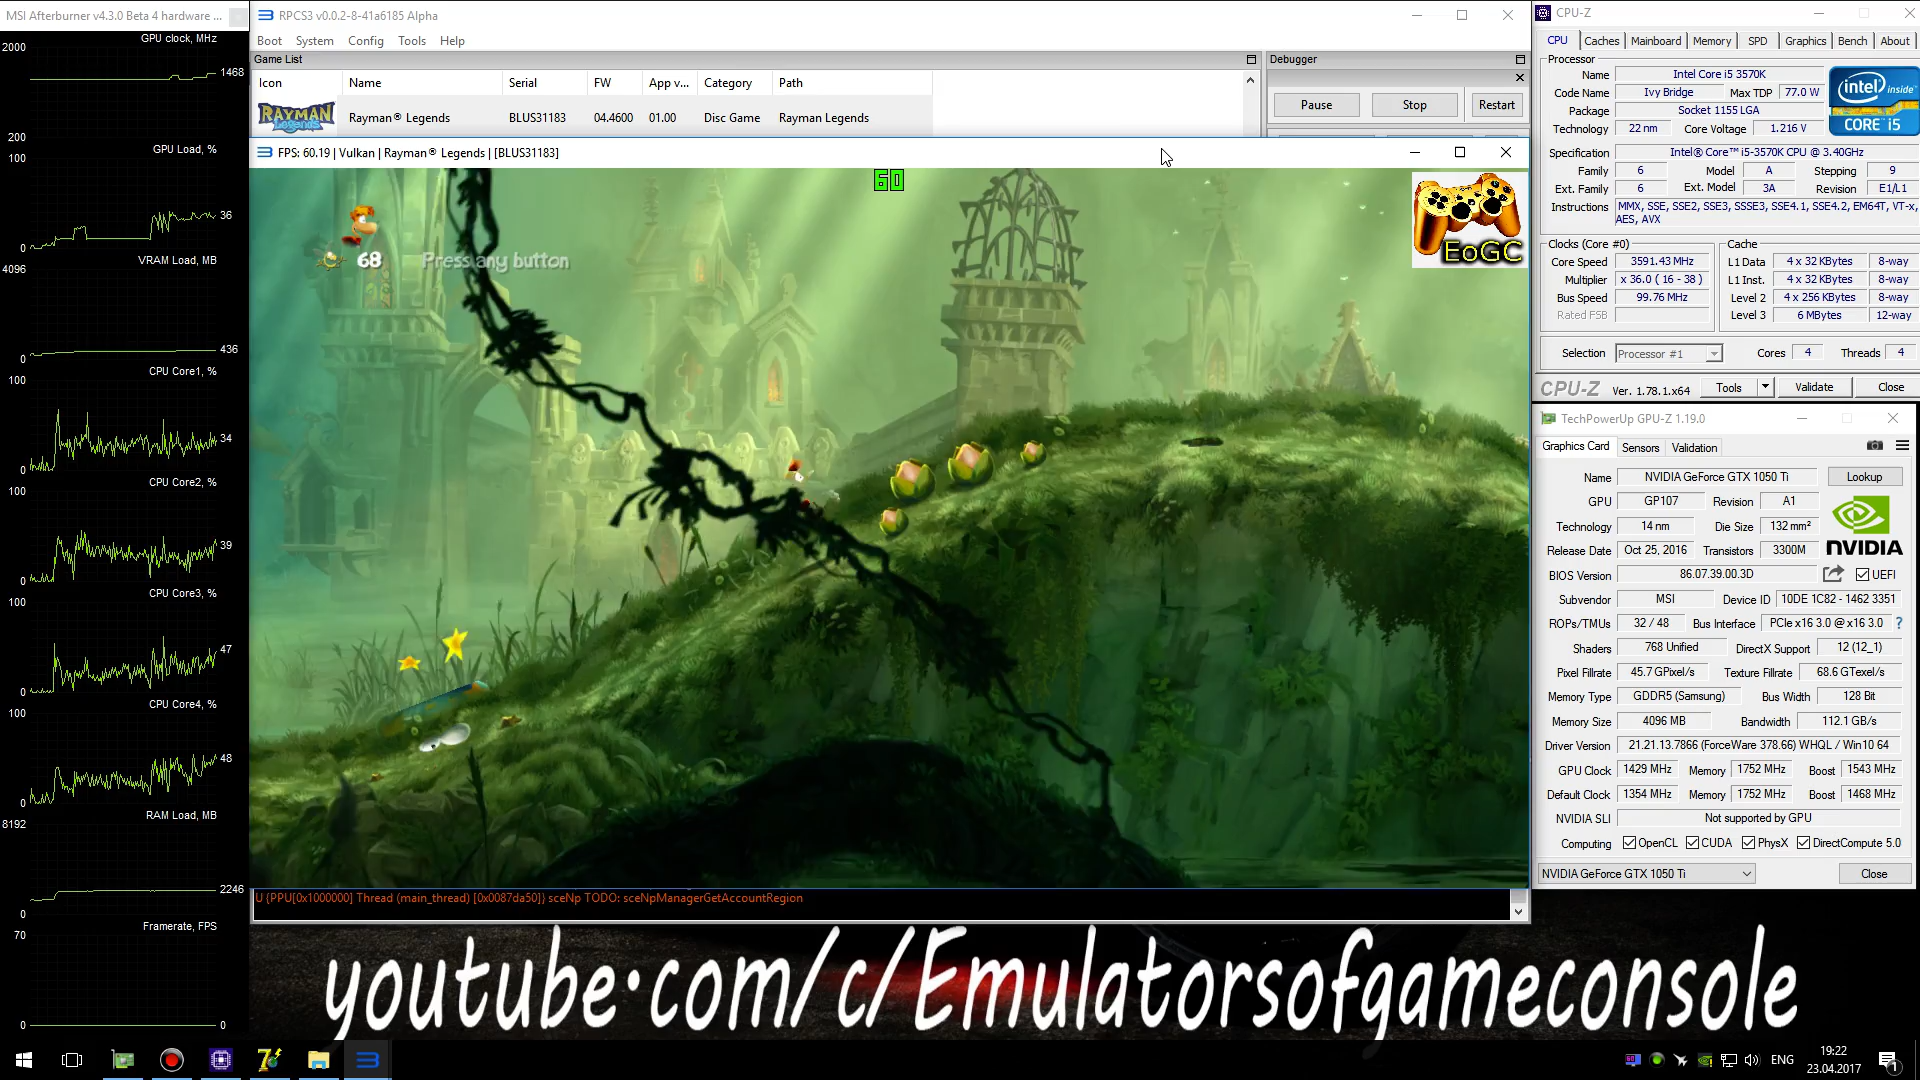 MSI Afterburner v4.3.0 Beta 4 hardware ...
GPU clock, MHz
2000
1468
200
GPU Load, %
100
36
0
VRAM Load, MB
4096
436
0
CPU Core1, %
100
34
0
CPU Core2, %
100
39
0
CPU Core3, %
100
47
0
CPU Core4, %
100
48
0
RAM Load, MB
8192
2246
0
Framerate, FPS
70
0
0
RPCS3 v0.0.2-8-41a6185 Alpha
Boot System Config Tools Help
Game List
Icon Name Serial FW App v... Category Path
RAYMAN Legends
Rayman® Legends BLUS31183 04.4600 01.00 Disc Game Rayman Legends
Debugger
Pause Stop Restart
FPS: 60.19 | Vulkan | Rayman® Legends | [BLUS31183]
60
68
Press any button
EoGC
U {PPU[0x1000000] Thread (main_thread) [0x0087da50]} sceNp TODO: sceNpManagerGetAccountRegion
youtube.com/c/Emulatorsofgameconsole
CPU-Z
CPU Caches Mainboard Memory SPD Graphics Bench About
Processor
Name Intel Core i5 3570K
Code Name Ivy Bridge Max TDP 77.0 W
Package Socket 1155 LGA
Technology 22 nm Core Voltage 1.216 V
intel inside™
CORE i5
Specification Intel® Core™ i5-3570K CPU @ 3.40GHz
Family 6 Model A Stepping 9
Ext. Family 6 Ext. Model 3A Revision E1/L1
Instructions MMX, SSE, SSE2, SSE3, SSSE3, SSE4.1, SSE4.2, EM64T, VT-x,
AES, AVX
Clocks (Core #0)
Core Speed 3591.43 MHz
Multiplier x 36.0 ( 16 - 38 )
Bus Speed 99.76 MHz
Rated FSB
Cache
L1 Data 4 x 32 KBytes 8-way
L1 Inst. 4 x 32 KBytes 8-way
Level 2 4 x 256 KBytes 8-way
Level 3 6 MBytes 12-way
Selection Processor #1 Cores 4 Threads 4
CPU-Z Ver. 1.78.1.x64 Tools Validate Close
TechPowerUp GPU-Z 1.19.0
Graphics Card Sensors Validation
Name NVIDIA GeForce GTX 1050 Ti Lookup
GPU GP107 Revision A1
Technology 14 nm Die Size 132 mm²
Release Date Oct 25, 2016 Transistors 3300M
NVIDIA
BIOS Version 86.07.39.00.3D UEFI
Subvendor MSI Device ID 10DE 1C82 - 1462 3351
ROPs/TMUs 32 / 48 Bus Interface PCIe x16 3.0 @ x16 3.0 ?
Shaders 768 Unified DirectX Support 12 (12_1)
Pixel Fillrate 45.7 GPixel/s Texture Fillrate 68.6 GTexel/s
Memory Type GDDR5 (Samsung) Bus Width 128 Bit
Memory Size 4096 MB Bandwidth 112.1 GB/s
Driver Version 21.21.13.7866 (ForceWare 378.66) WHQL / Win10 64
GPU Clock 1429 MHz Memory 1752 MHz Boost 1543 MHz
Default Clock 1354 MHz Memory 1752 MHz Boost 1468 MHz
NVIDIA SLI Not supported by GPU
Computing OpenCL CUDA PhysX DirectCompute 5.0
NVIDIA GeForce GTX 1050 Ti Close
ENG
19:22
23.04.2017
1